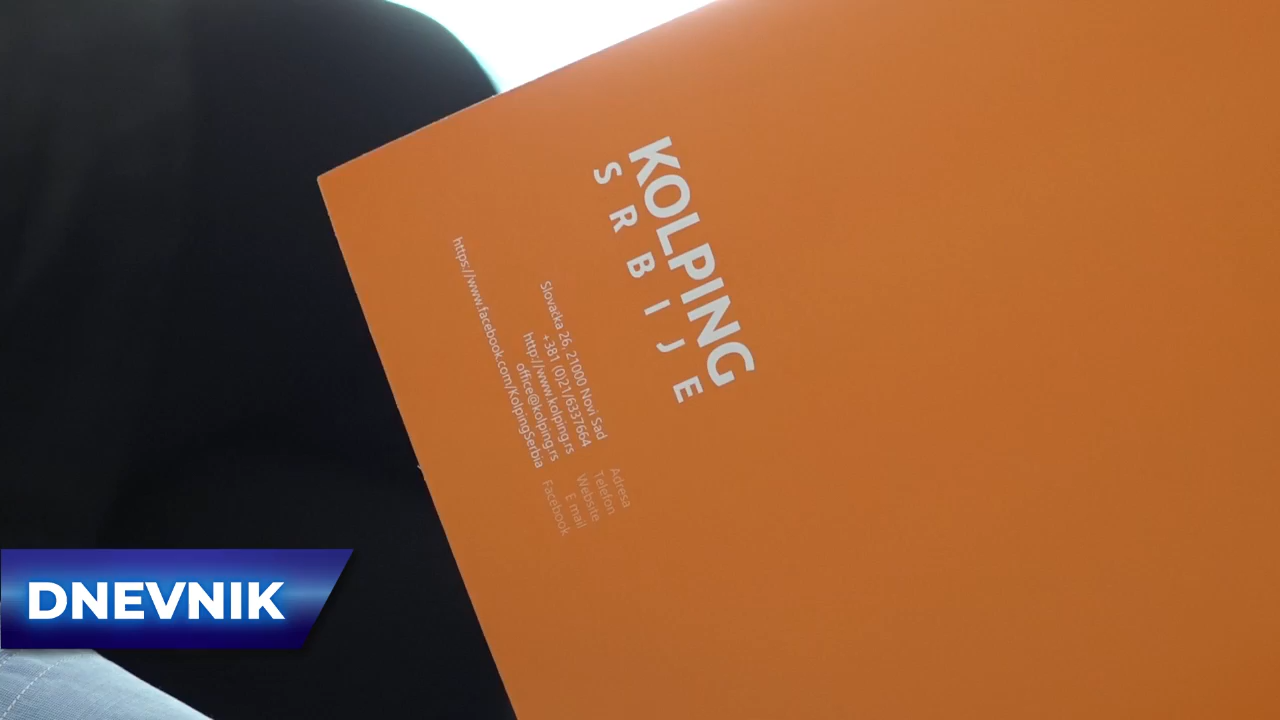 KOLPING
SRBIJE
Slovačka 26, 21000 Novi Sad Adresa
+381 (0)21/6337664 Telefon
http://www.kolping.rs Website
office@kolping.rs E mail
https://www.facebook.com/KolpingSerbia Facebook
DNEVNIK